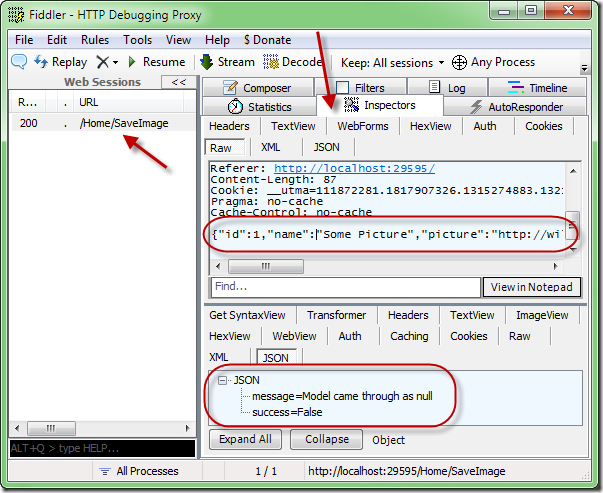 Fiddler - HTTP Debugging Proxy
File Edit Rules Tools View Help $ Donate
Replay Resume Stream Decode Keep: All sessions Any Process
Web Sessions <<
R... . URL
200 . /Home/SaveImage
Composer Filters Log Timeline
Statistics Inspectors AutoResponder
Headers TextView WebForms HexView Auth Cookies
Raw XML JSON
Referer: http://localhost:29595/
Content-Length: 87
Cookie: __utma=111872281.1817907326.1315274883.132
Pragma: no-cache
Cache-Control: no-cache
{"id":1,"name":"Some Picture","picture":"http://wi
Find... View in Notepad
Get SyntaxView Transformer Headers TextView ImageView
HexView WebView Auth Caching Cookies Raw
XML JSON
JSON
message=Model came through as null
success=False
Expand All Collapse Object
ALT+Q > type HELP...
All Processes 1 / 1 http://localhost:29595/Home/SaveImage